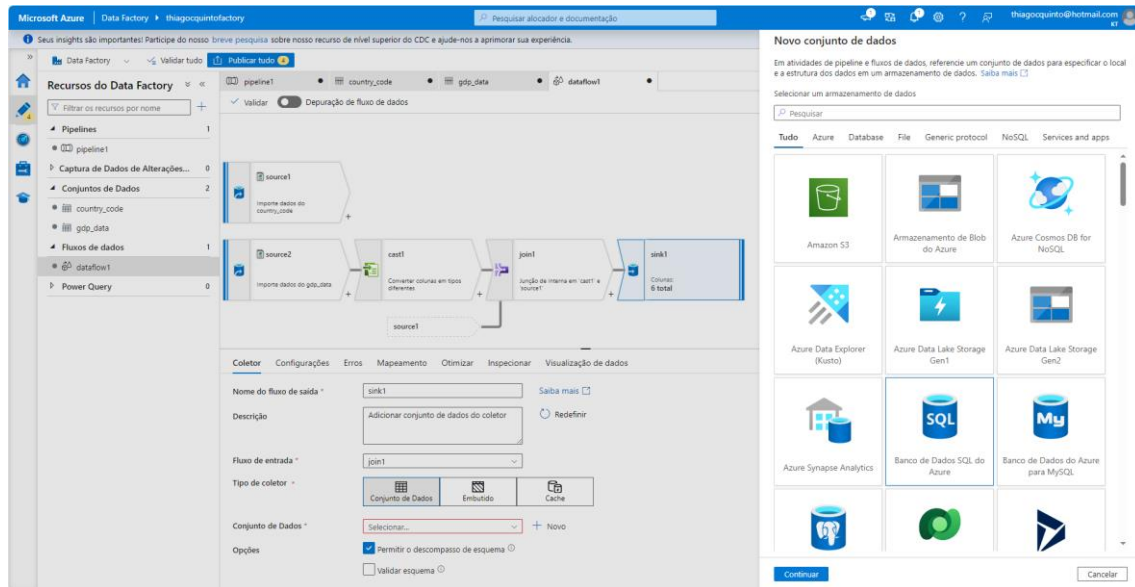 Microsoft Azure | Data Factory ▸ thiagocquintofactory
Pesquisar alocador e documentação
thiagocquinto@hotmail.com
KT
Seus insights são importantes! Participe do nosso breve pesquisa sobre nosso recurso de nível superior do CDC e ajude-nos a aprimorar sua experiência.
Data Factory
Validar tudo
Publicar tudo 4
Recursos do Data Factory
Filtrar os recursos por nome
Pipelines 1
pipeline1
Captura de Dados de Alterações... 0
Conjuntos de Dados 2
country_code
gdp_data
Fluxos de dados 1
dataflow1
Power Query 0
pipeline1
country_code
gdp_data
dataflow1
Validar
Depuração de fluxo de dados
source1
Importe dados do
country_code
+
source2
Importe dados do gdp_data
+
cast1
Converter colunas em tipos
diferentes
+
join1
Junção de interna em 'cast1' e
'source1'
+
sink1
Colunas:
6 total
source1
Coletor
Configurações
Erros
Mapeamento
Otimizar
Inspecionar
Visualização de dados
Nome do fluxo de saída *
sink1
Saiba mais
Descrição
Adicionar conjunto de dados do coletor
Redefinir
Fluxo de entrada *
join1
Tipo de coletor *
Conjunto de Dados
Embutido
Cache
Conjunto de Dados *
Selecionar...
+ Novo
Opções
Permitir o descompasso de esquema
Validar esquema
Novo conjunto de dados
Em atividades de pipeline e fluxos de dados, referencie um conjunto de dados para especificar o local
e a estrutura dos dados em um armazenamento de dados. Saiba mais
Selecionar um armazenamento de dados
Pesquisar
Tudo
Azure
Database
File
Generic protocol
NoSQL
Services and apps
Amazon S3
Armazenamento de Blob
do Azure
Azure Cosmos DB for
NoSQL
Azure Data Explorer
(Kusto)
Azure Data Lake Storage
Gen1
Azure Data Lake Storage
Gen2
Azure Synapse Analytics
SQL
Banco de Dados SQL do
Azure
My
Banco de Dados do Azure
para MySQL
Continuar
Cancelar